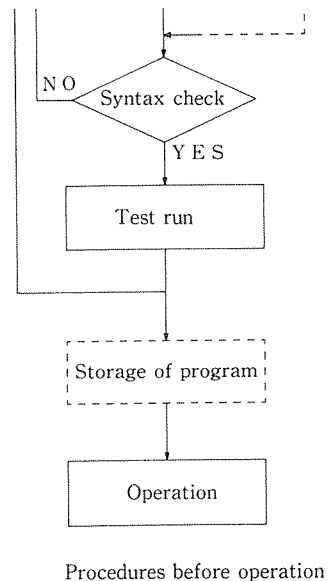 NO
Syntax check
YES
Test run
Storage of program
Operation
Procedures before operation